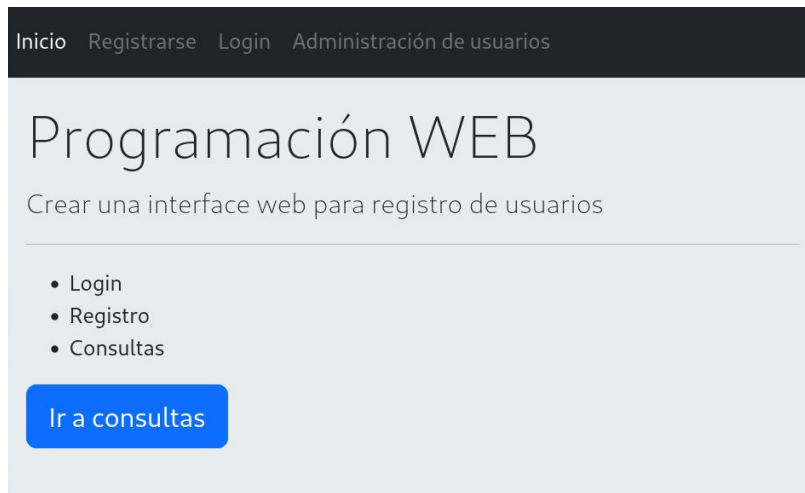 Inicio Registrarse Login Administración de usuarios
Programación WEB
Crear una interface web para registro de usuarios
Login
Registro
Consultas
Ir a consultas